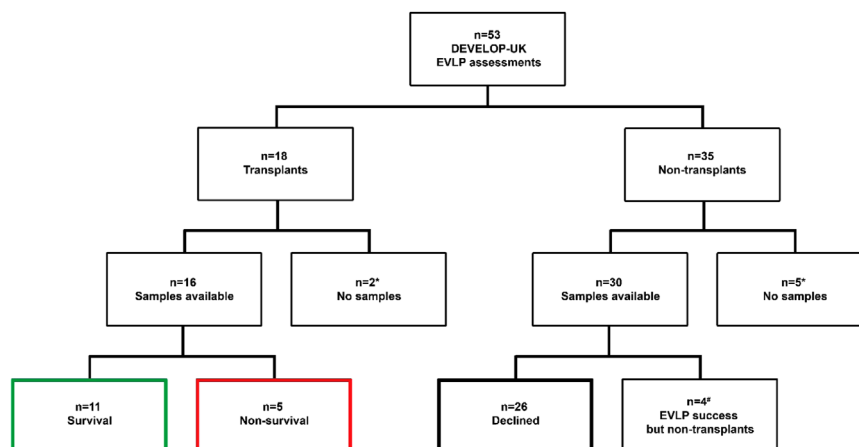 n=53
DEVELOP-UK
EVLP assessments
n=18
Transplants
n=35
Non-transplants
n=16
Samples available
n=2*
No samples
n=30
Samples available
n=5*
No samples
n=11
Survival
n=5
Non-survival
n=26
Declined
n=4#
EVLP success
but non-transplants